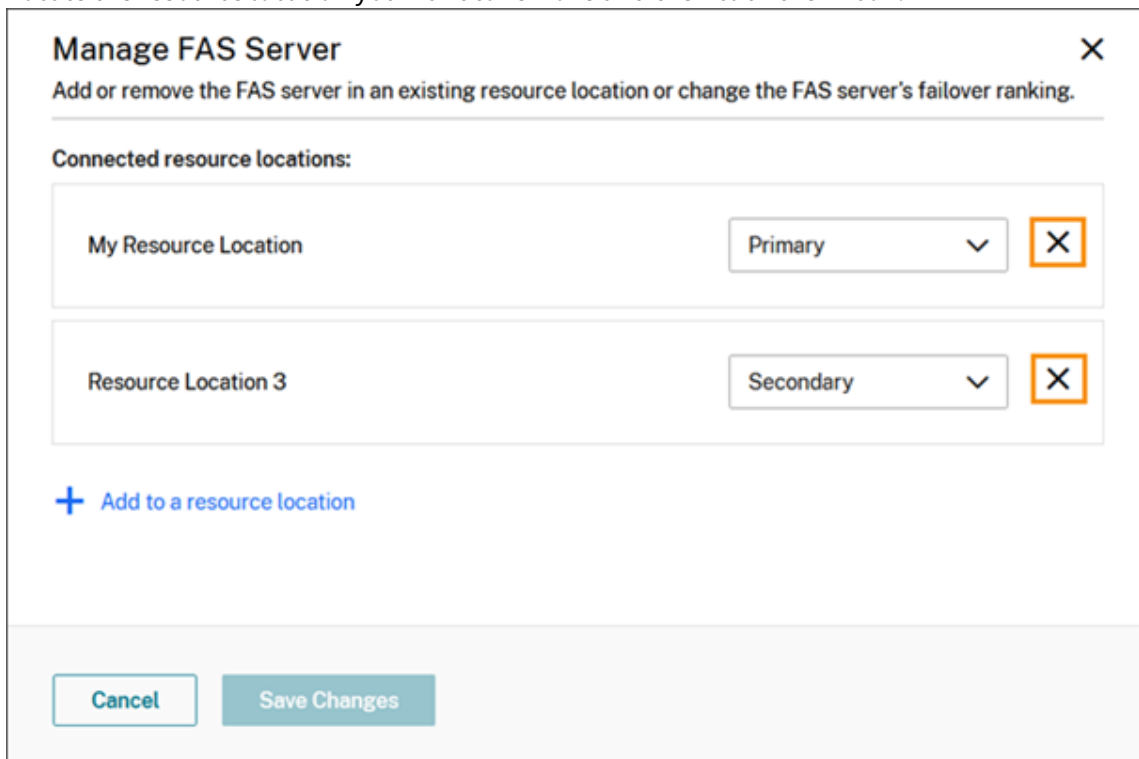 Manage FAS Server
Add or remove the FAS server in an existing resource location or change the FAS server's failover ranking.
Connected resource locations:
My Resource Location
Primary
Resource Location 3
Secondary
Add to a resource location
Cancel
Save Changes